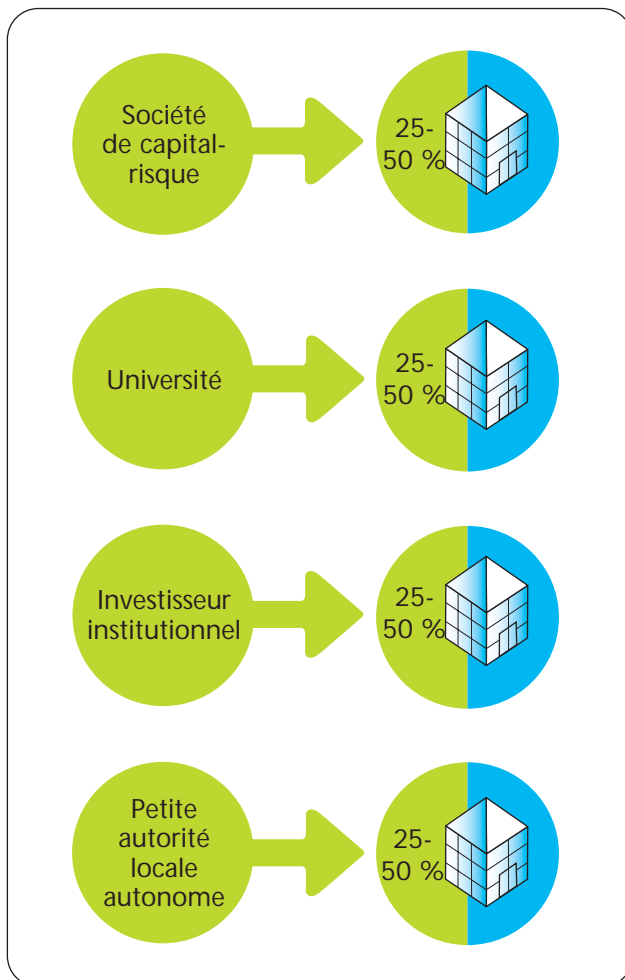 Société
de capital-
risque
25-
50 %
Université
25-
50 %
Investisseur
institutionnel
25-
50 %
Petite
autorité
locale
autonome
25-
50 %